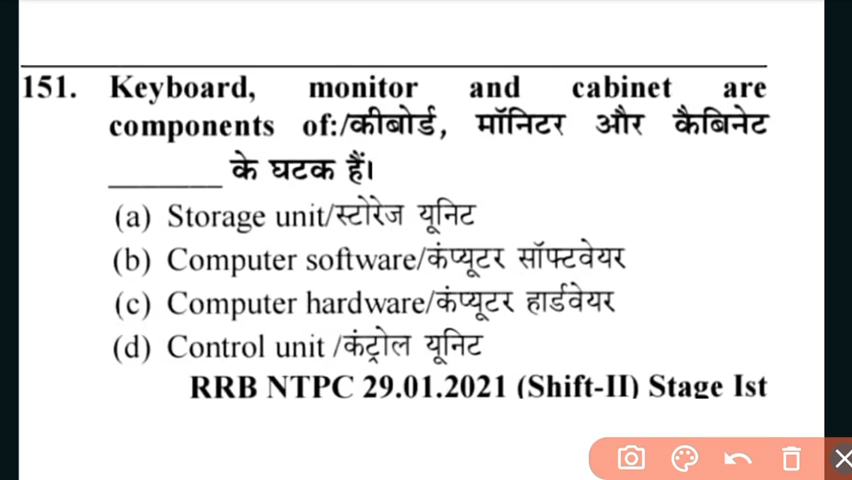 151. Keyboard, monitor and cabinet are
components of:/कीबोर्ड, मॉनिटर और कैबिनेट
_______ के घटक हैं।
(a) Storage unit/स्टोरेज यूनिट
(b) Computer software/कंप्यूटर सॉफ्टवेयर
(c) Computer hardware/कंप्यूटर हार्डवेयर
(d) Control unit /कंट्रोल यूनिट
RRB NTPC 29.01.2021 (Shift-II) Stage Ist